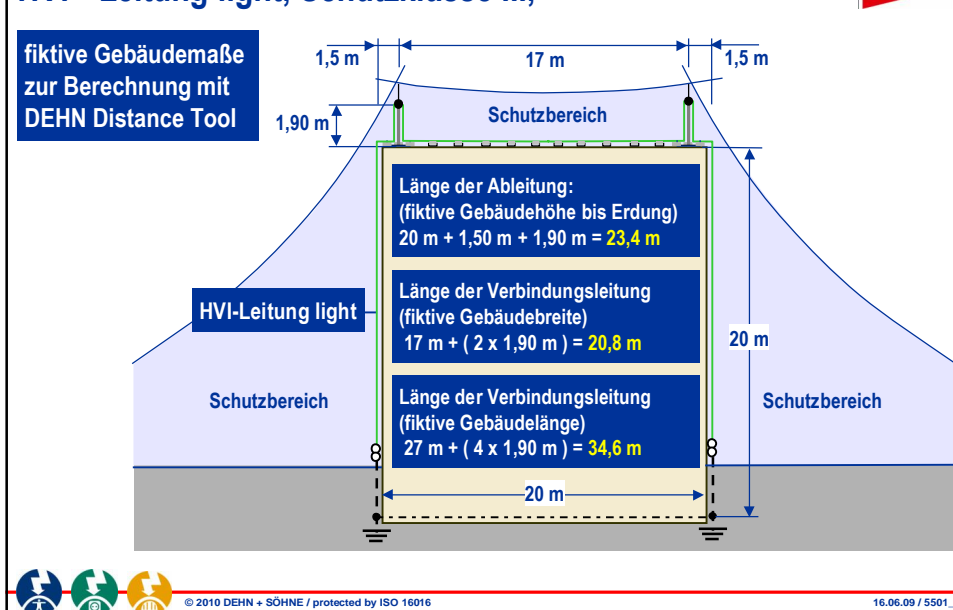 fiktive Gebäudemaße
zur Berechnung mit
DEHN Distance Tool
1,5 m
17 m
1,5 m
1,90 m
Schutzbereich
Länge der Ableitung:
(fiktive Gebäudehöhe bis Erdung)
20 m + 1,50 m + 1,90 m = 23,4 m
HVI-Leitung light
Länge der Verbindungsleitung
(fiktive Gebäudebreite)
17 m + ( 2 x 1,90 m ) = 20,8 m
20 m
Schutzbereich
Länge der Verbindungsleitung
(fiktive Gebäudelänge)
27 m + ( 4 x 1,90 m ) = 34,6 m
Schutzbereich
20 m
© 2010 DEHN + SÖHNE / protected by ISO 16016
16.06.09 / 5501_